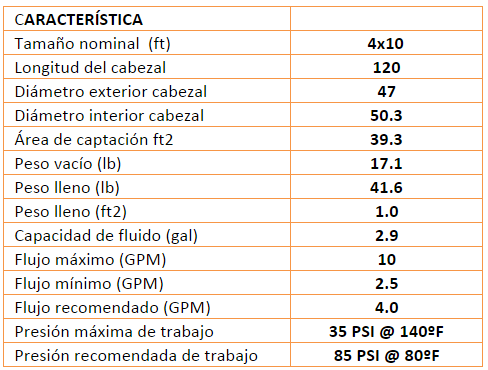 CARACTERÍSTICA
Tamaño nominal (ft) 4x10
Longitud del cabezal 120
Diámetro exterior cabezal 47
Diámetro interior cabezal 50.3
Área de captación ft2 39.3
Peso vacío (lb) 17.1
Peso lleno (lb) 41.6
Peso lleno (ft2) 1.0
Capacidad de fluido (gal) 2.9
Flujo máximo (GPM) 10
Flujo mínimo (GPM) 2.5
Flujo recomendado (GPM) 4.0
Presión máxima de trabajo 35 PSI @ 140ºF
Presión recomendada de trabajo 85 PSI @ 80ºF